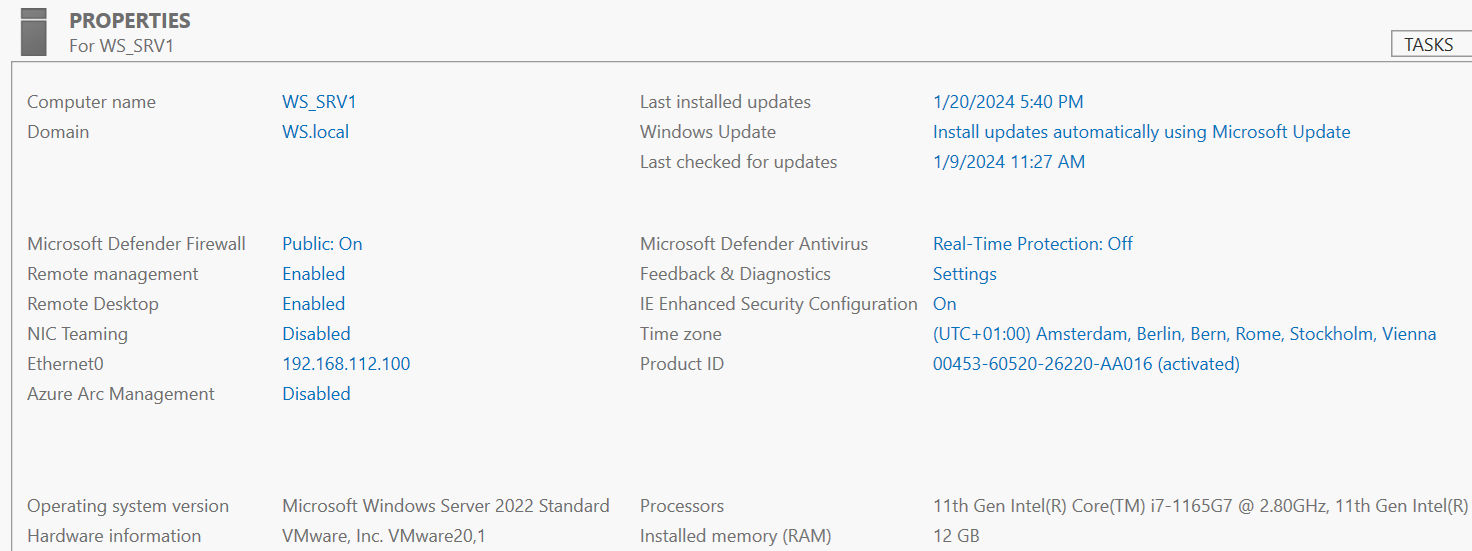 PROPERTIES
For WS_SRV1
TASKS
Computer name WS_SRV1 Last installed updates 1/20/2024 5:40 PM
Domain WS.local Windows Update Install updates automatically using Microsoft Update
Last checked for updates 1/9/2024 11:27 AM
Microsoft Defender Firewall Public: On Microsoft Defender Antivirus Real-Time Protection: Off
Remote management Enabled Feedback & Diagnostics Settings
Remote Desktop Enabled IE Enhanced Security Configuration On
NIC Teaming Disabled Time zone (UTC+01:00) Amsterdam, Berlin, Bern, Rome, Stockholm, Vienna
Ethernet0 192.168.112.100 Product ID 00453-60520-26220-AA016 (activated)
Azure Arc Management Disabled
Operating system version Microsoft Windows Server 2022 Standard Processors 11th Gen Intel(R) Core(TM) i7-1165G7 @ 2.80GHz, 11th Gen Intel(R)
Hardware information VMware, Inc. VMware20,1 Installed memory (RAM) 12 GB